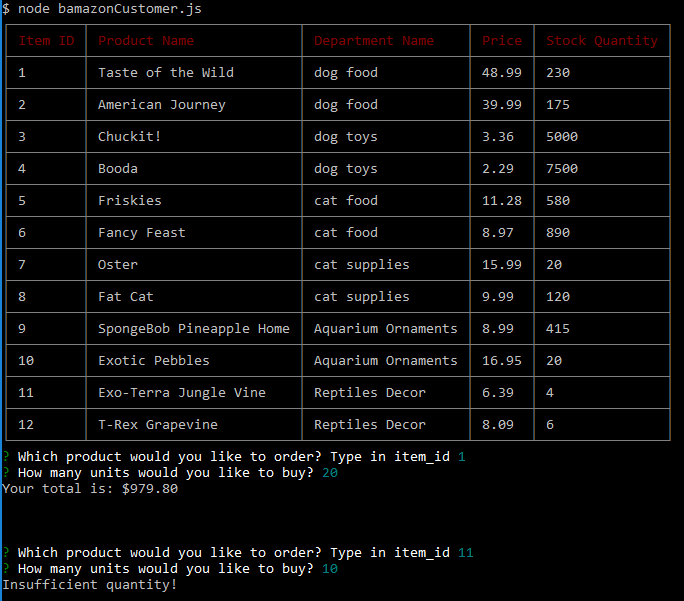 $ node bamazonCustomer.js
Item ID Product Name Department Name Price Stock Quantity
1 Taste of the Wild dog food 48.99 230
2 American Journey dog food 39.99 175
3 Chuckit! dog toys 3.36 5000
4 Booda dog toys 2.29 7500
5 Friskies cat food 11.28 580
6 Fancy Feast cat food 8.97 890
7 Oster cat supplies 15.99 20
8 Fat Cat cat supplies 9.99 120
9 SpongeBob Pineapple Home Aquarium Ornaments 8.99 415
10 Exotic Pebbles Aquarium Ornaments 16.95 20
11 Exo-Terra Jungle Vine Reptiles Decor 6.39 4
12 T-Rex Grapevine Reptiles Decor 8.09 6
? Which product would you like to order? Type in item_id 1
? How many units would you like to buy? 20
Your total is: $979.80
? Which product would you like to order? Type in item_id 11
? How many units would you like to buy? 10
Insufficient quantity!